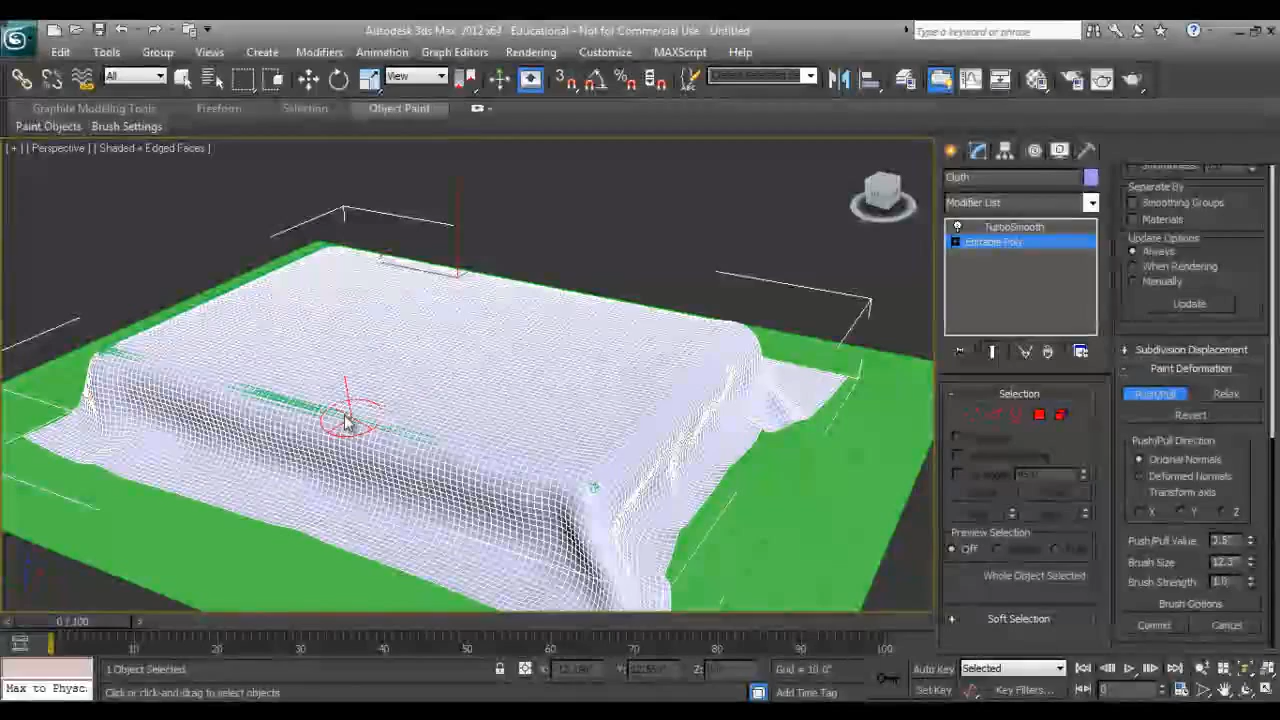 Autodesk 3ds Max 2012 x64 Educational - Not for Commercial Use Untitled
Type a keyword or phrase
Edit Tools Group Views Create Modifiers Animation Graph Editors Rendering Customize MAXScript Help
All
View
Graphite Modeling Tools Freeform Selection Object Paint
Paint Objects Brush Settings
[ + ] [ Perspective ] [ Shaded + Edged Faces ]
Cloth
Modifier List
TurboSmooth
Editable Poly
Selection
Preview Selection
Off
Whole Object Selected
Soft Selection
Separate By
Smoothing Groups
Materials
Update Options
Always
When Rendering
Manually
Update
Subdivision Displacement
Paint Deformation
Push/Pull Relax
Revert
Push/Pull Direction
Original Normals
Deformed Normals
Transform axis
X Y Z
Push/Pull Value:
Brush Size 12.3
Brush Strength 1.0
Brush Options
Commit Cancel
0 / 100
10 20 30 40 50 60 70 80 90 100
1 Object Selected X: Y: Z: Grid = 10.0" Auto Key Selected
Max to Physc. Click or click-and-drag to select objects Add Time Tag Set Key Key Filters... 0